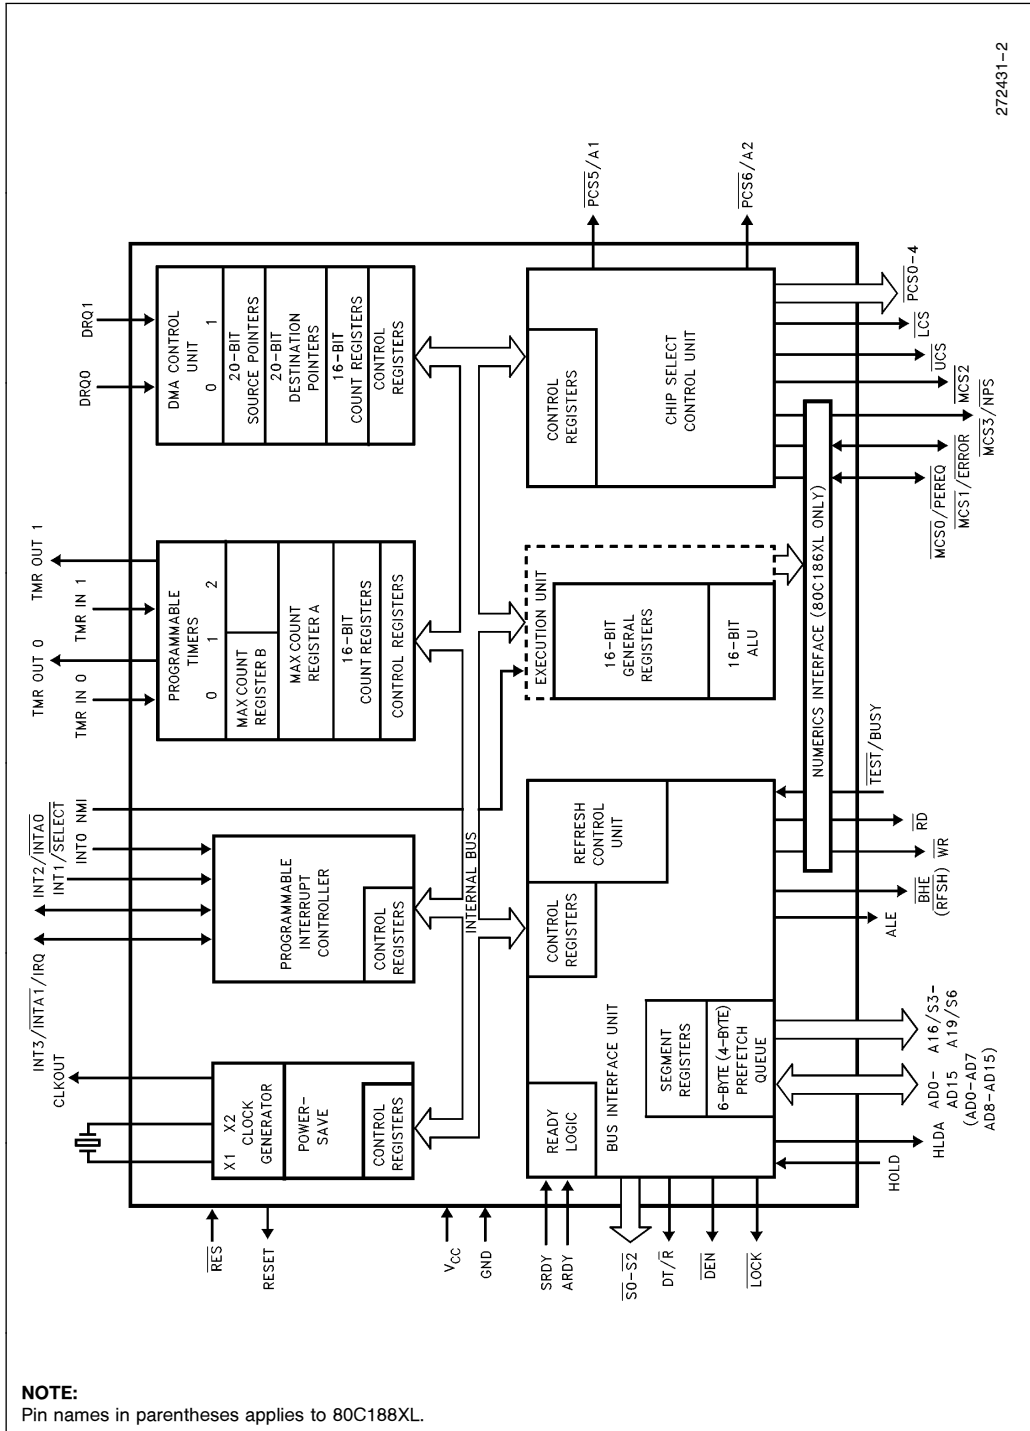 272431-2
INT3/INTA1/IRQ
INT2/INTA0
CLKOUT
INT1/SELECT
INT0 NMI
TMR OUT 0
TMR IN 0
TMR OUT 1
TMR IN 1
DRQ0
DRQ1
X1 X2
CLOCK
GENERATOR
POWER-
SAVE
CONTROL
REGISTERS
PROGRAMMABLE
INTERRUPT
CONTROLLER
CONTROL
REGISTERS
PROGRAMMABLE
TIMERS
0 1 2
MAX COUNT
REGISTER B
MAX COUNT
REGISTER A
16-BIT
COUNT REGISTERS
CONTROL REGISTERS
DMA CONTROL
UNIT
0 1
20-BIT
SOURCE POINTERS
20-BIT
DESTINATION
POINTERS
16-BIT
COUNT REGISTERS
CONTROL
REGISTERS
RES
RESET
VCC
GND
INTERNAL BUS
SRDY
ARDY
S0-S2
DT/R
DEN
LOCK
READY
LOGIC
BUS INTERFACE UNIT
CONTROL
REGISTERS
REFRESH
CONTROL
UNIT
SEGMENT
REGISTERS
6-BYTE (4-BYTE)
PREFETCH
QUEUE
EXECUTION UNIT
16-BIT
GENERAL
REGISTERS
16-BIT
ALU
CONTROL
REGISTERS
CHIP SELECT
CONTROL UNIT
PCS5/A1
PCS6/A2
NUMERICS INTERFACE (80C186XL ONLY)
HOLD
HLDA
AD0-
AD15
(AD0-AD7
AD8-AD15)
A16/S3-
A19/S6
ALE
BHE
(RFSH)
WR
RD
TEST/BUSY
MCS0/PEREQ
MCS1/ERROR
MCS3/NPS
MCS2
UCS
LCS
PCS0-4
NOTE:
Pin names in parentheses applies to 80C188XL.